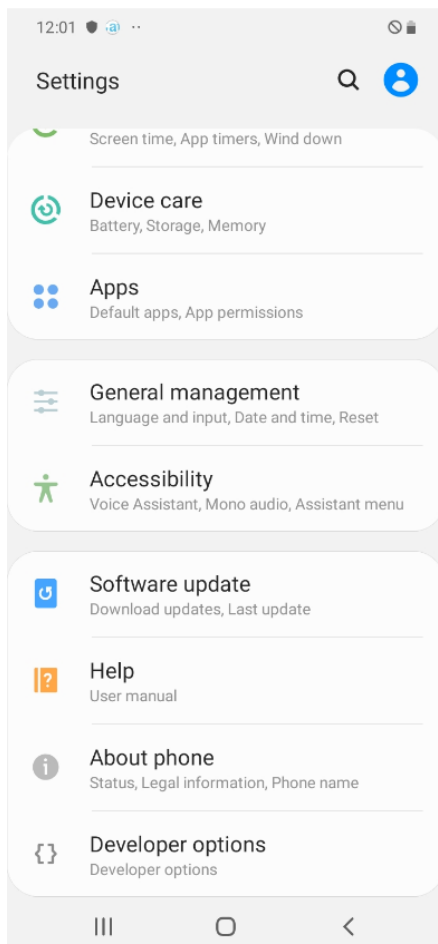 12:01
Settings
Screen time, App timers, Wind down
Device care
Battery, Storage, Memory
Apps
Default apps, App permissions
General management
Language and input, Date and time, Reset
Accessibility
Voice Assistant, Mono audio, Assistant menu
Software update
Download updates, Last update
Help
User manual
About phone
Status, Legal information, Phone name
Developer options
Developer options